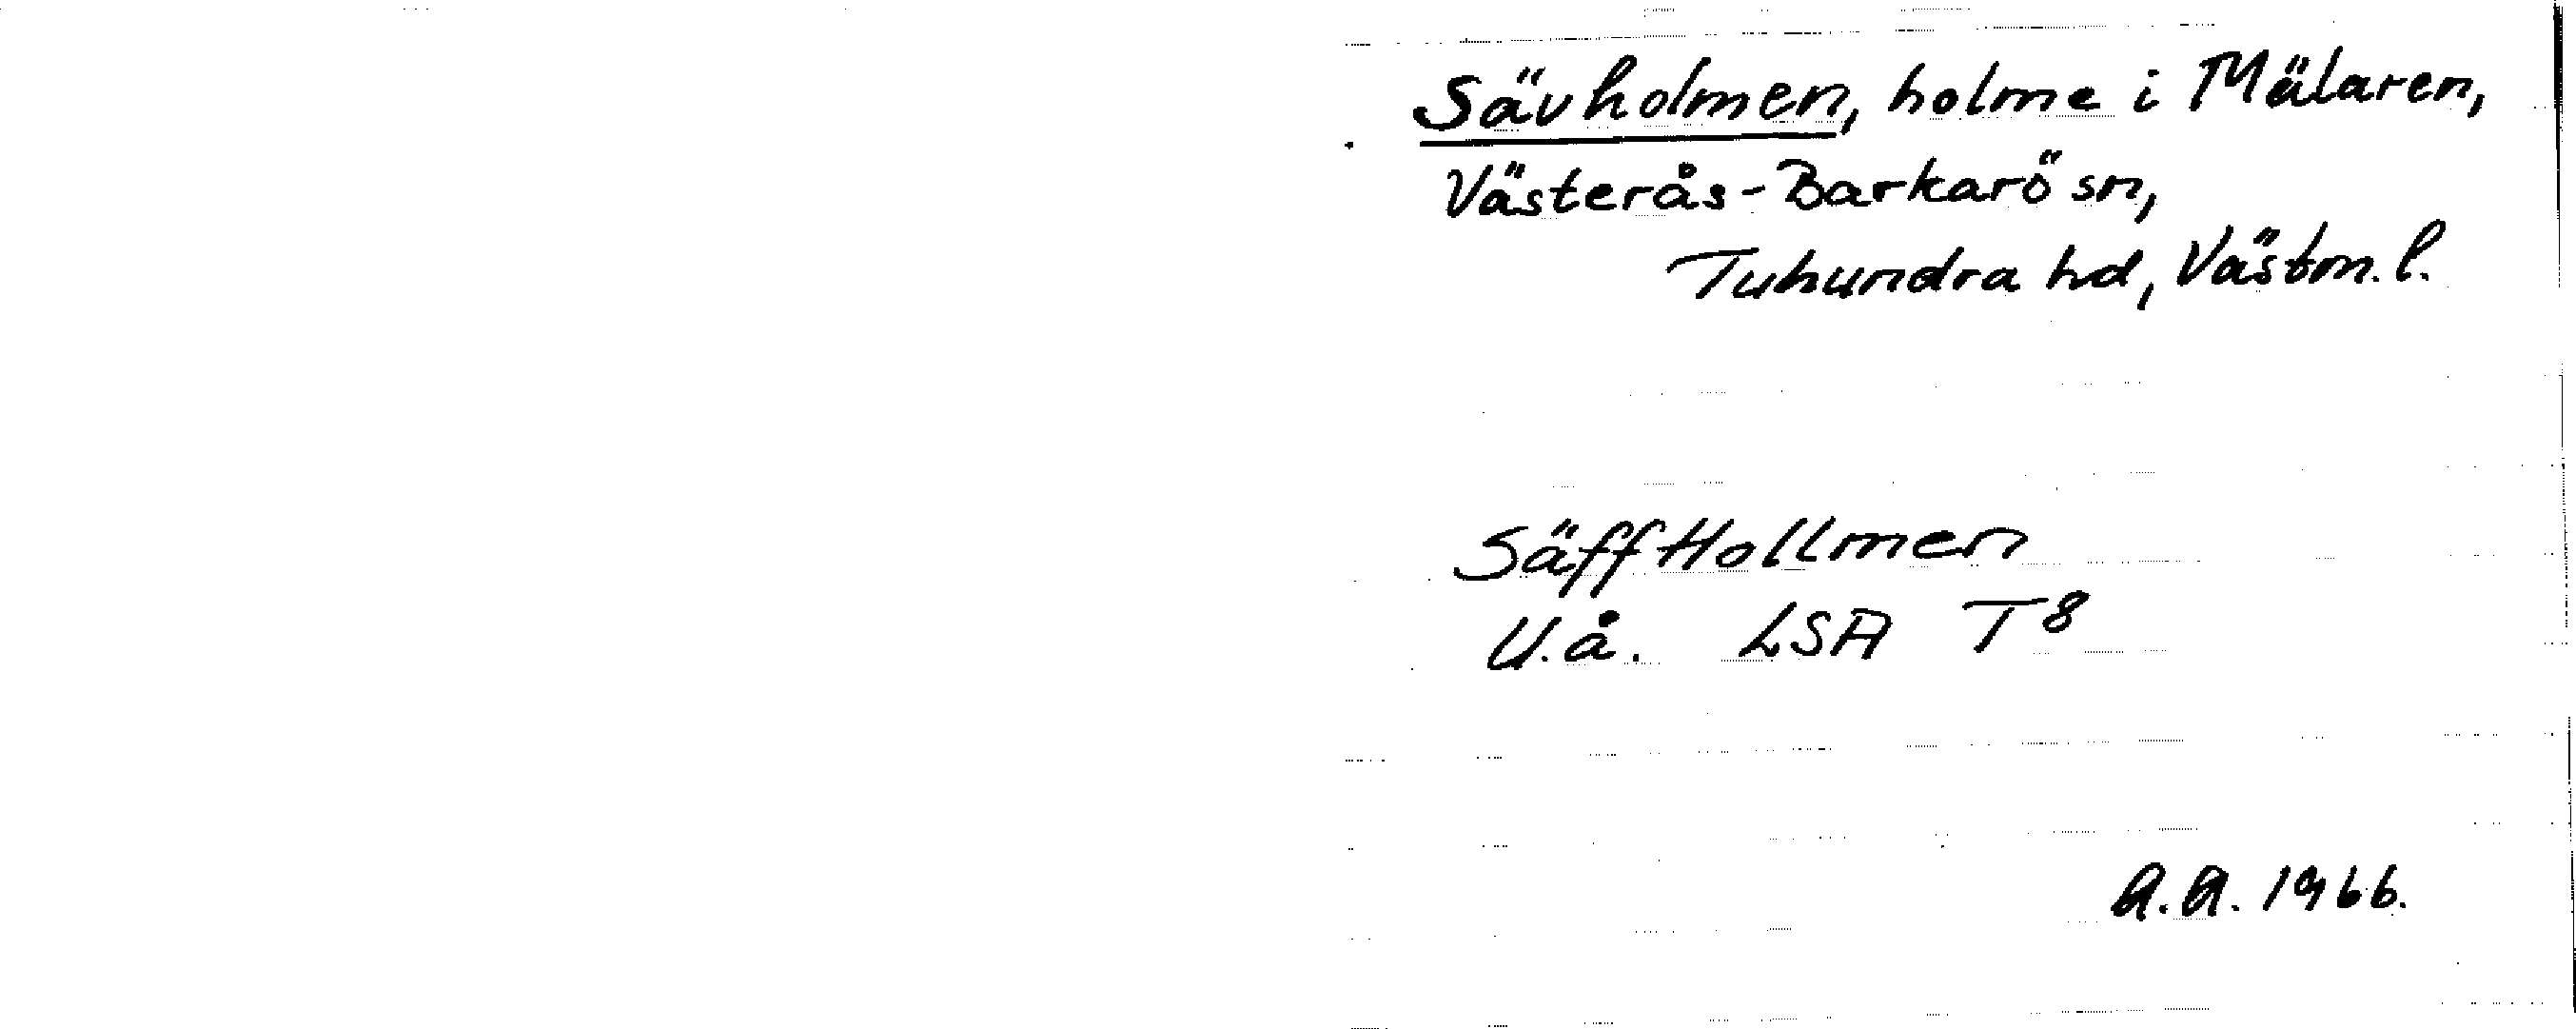 Sävholmen, holme i Mälaren,
Västerås-Barkarö sn,
Tuhundra hd, Västm. l.
Säff Hollmen
U.å. LSA T8
A.A. 1966.